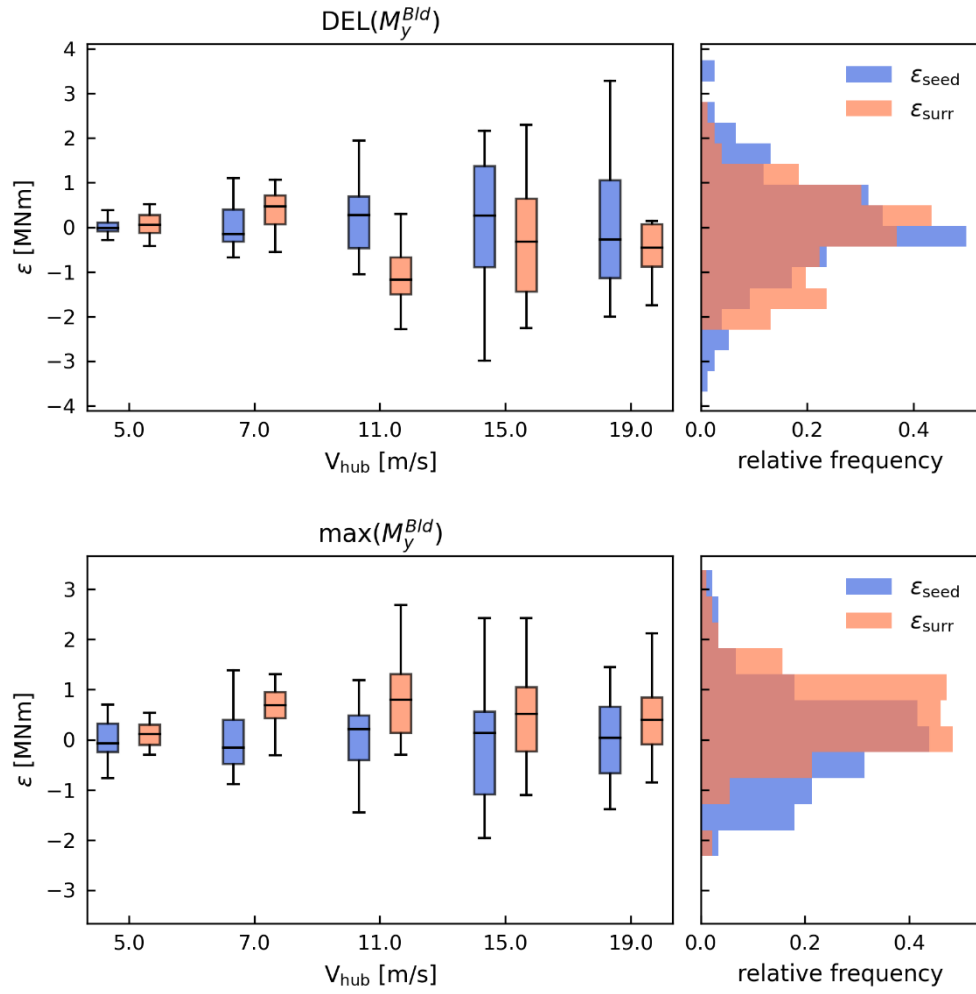 DEL(M_y^{Bld})
4
3
2
1
0
−1
−2
−3
−4
ε [MNm]
5.0 7.0 11.0 15.0 19.0
V_hub [m/s]
ε_seed
ε_surr
0.0 0.2 0.4
relative frequency
max(M_y^{Bld})
3
2
1
0
−1
−2
−3
ε [MNm]
5.0 7.0 11.0 15.0 19.0
V_hub [m/s]
ε_seed
ε_surr
0.0 0.2 0.4
relative frequency